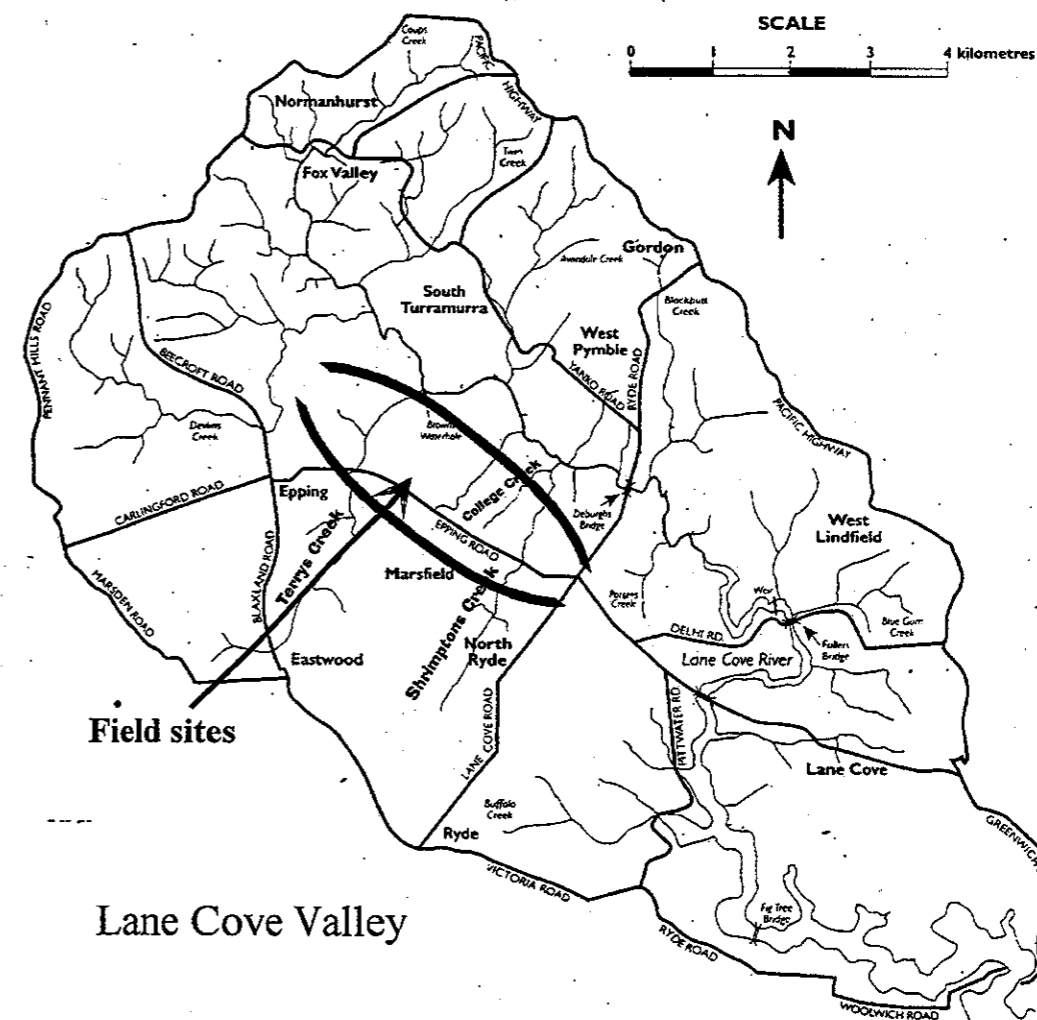 SCALE
0 1 2 3 4 kilometres
N
Coups
Creek
PACIFIC
HIGHWAY
Normanhurst
Fox Valley
Twin
Creek
Gordon
Avondale Creek
Blackbutt
Creek
South
Turramurra
West
Pymble
YANKO ROAD
RYDE ROAD
PENNANT HILLS ROAD
BEECROFT ROAD
PACIFIC HIGHWAY
Devlins
Creek
Browns
Waterhole
College Creek
CARLINGFORD ROAD
Epping
EPPING ROAD
Deburghs
Bridge
West
Lindfield
MARSDEN ROAD
BLAXLAND ROAD
Terrys Creek
Marsfield
Shrimptons Creek
Porters
Creek
Weir
Blue Gum
Creek
DELHI RD.
Fullers
Bridge
Eastwood
North
Ryde
Lane Cove River
Field sites
LANE COVE ROAD
PITTWATER RD.
Lane Cove
Buffalo
Creek
Ryde
GREENWICH
VICTORIA ROAD
Lane Cove Valley
Fig Tree
Bridge
RYDE ROAD
WOOLWICH ROAD